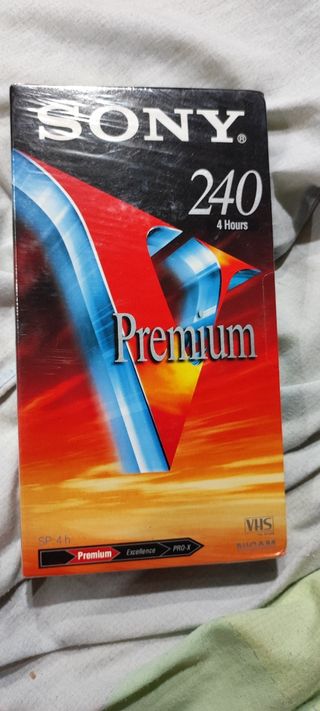 SONY®
240
4 Hours
Premium
VHS
SP: 4 h
Premium Excellence PRO-X